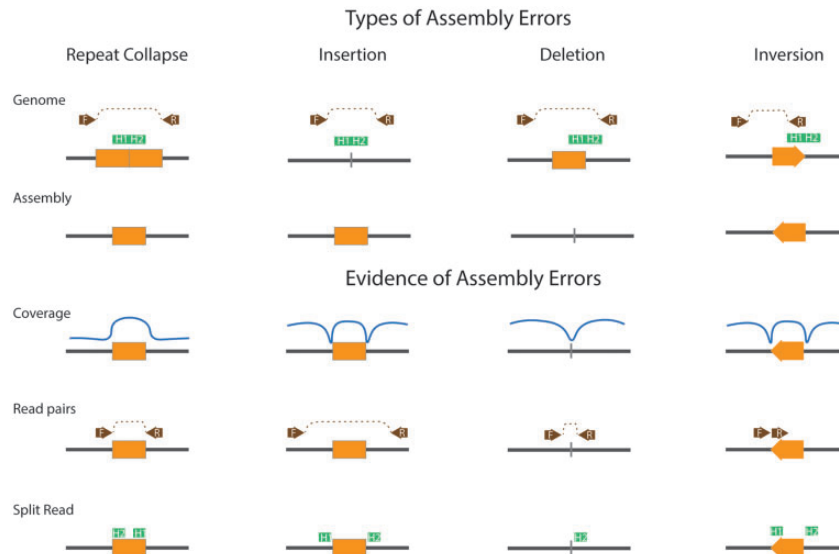 Types of Assembly Errors
Repeat Collapse Insertion Deletion Inversion
Genome
F R F R F R F R
H1 H2 H1 H2 H1 H2 H1 H2
Assembly
Evidence of Assembly Errors
Coverage
Read pairs
F R F R F R F R
Split Read
H2 H1 H1 H2 H2 H1 H2